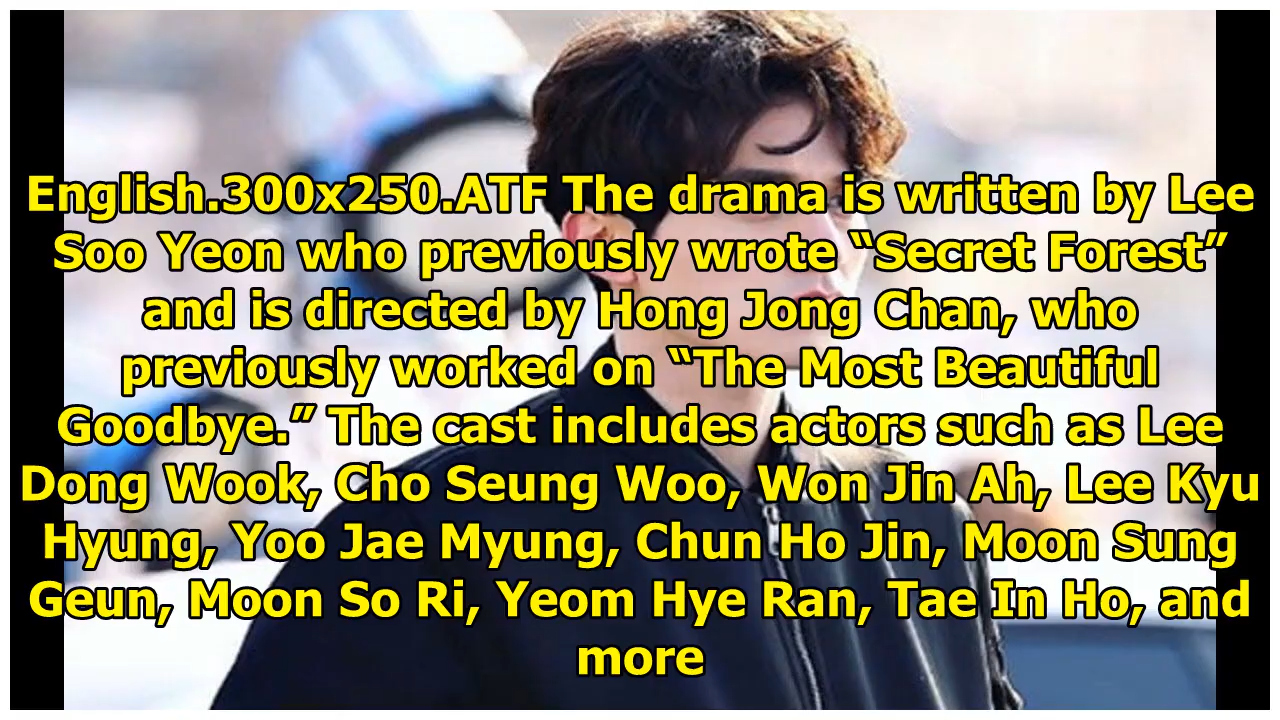 English.300x250.ATF The drama is written by Lee
Soo Yeon who previously wrote “Secret Forest”
and is directed by Hong Jong Chan, who
previously worked on “The Most Beautiful
Goodbye.” The cast includes actors such as Lee
Dong Wook, Cho Seung Woo, Won Jin Ah, Lee Kyu
Hyung, Yoo Jae Myung, Chun Ho Jin, Moon Sung
Geun, Moon So Ri, Yeom Hye Ran, Tae In Ho, and
more